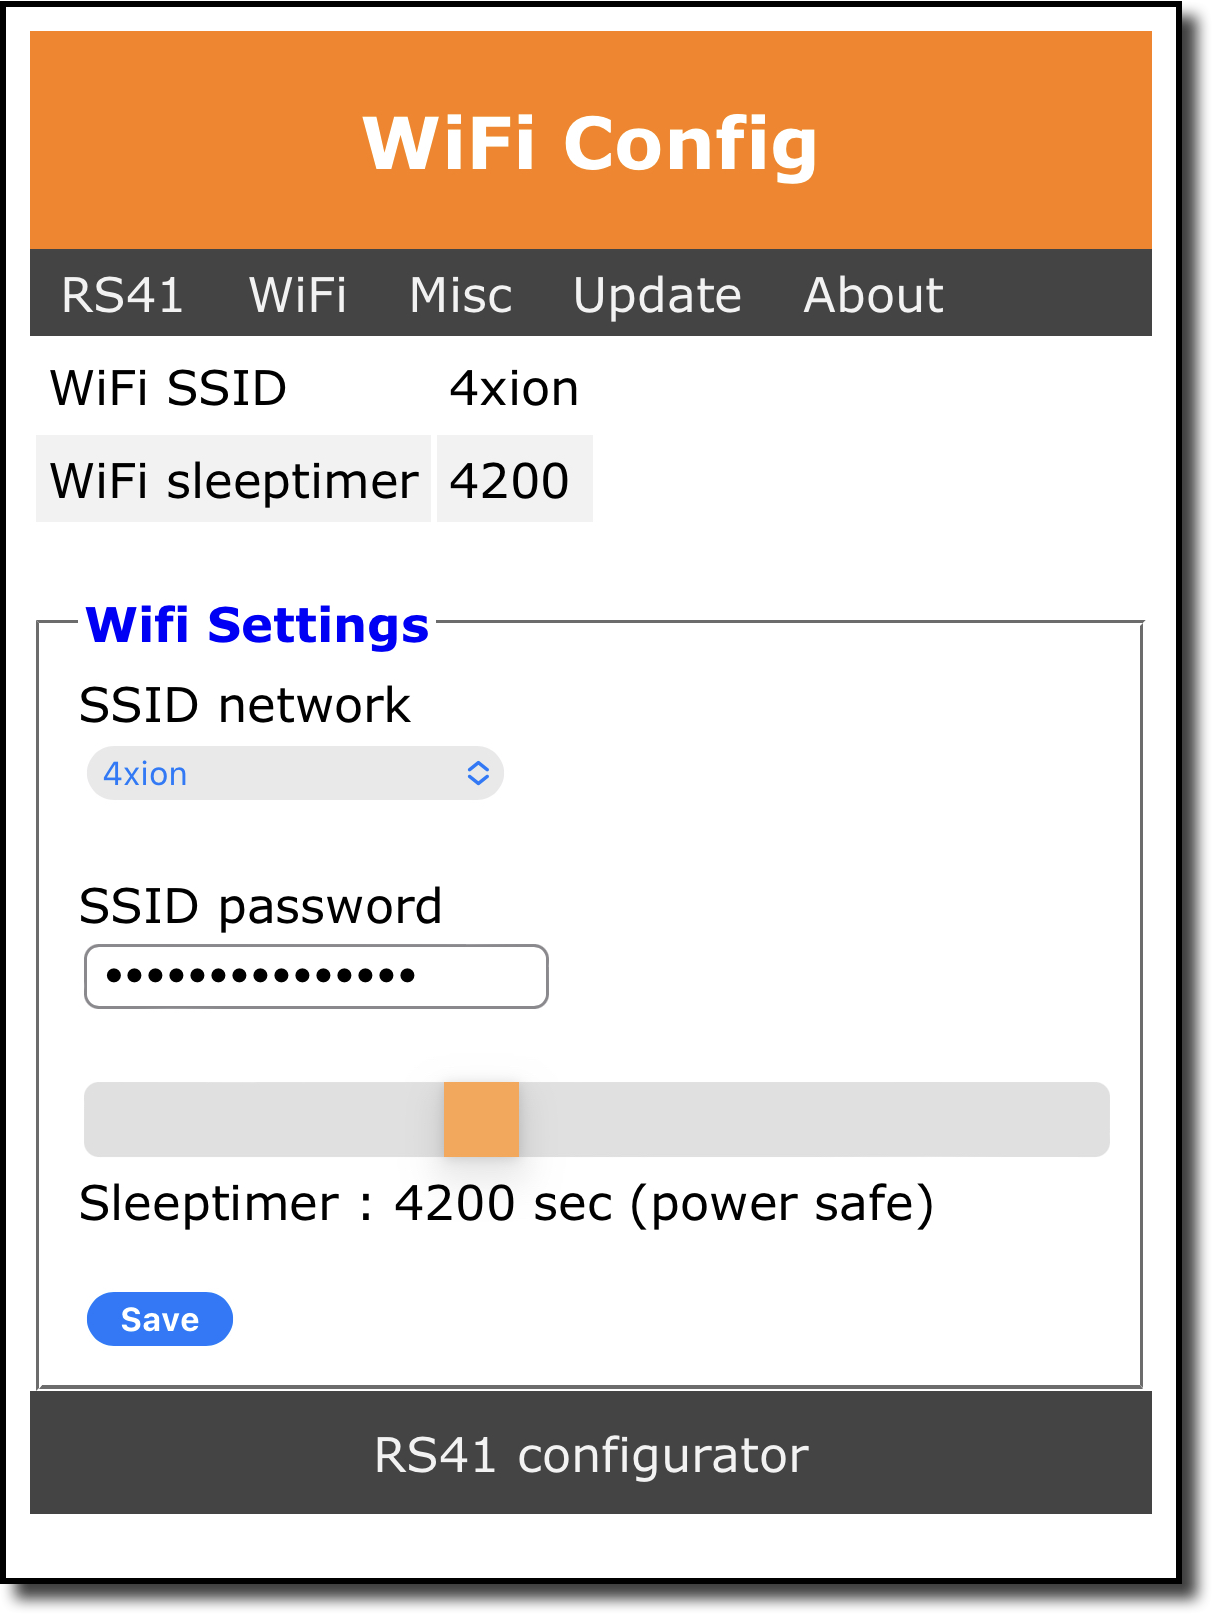 WiFi Config
RS41 WiFi Misc Update About
WiFi SSID 4xion
WiFi sleeptimer 4200
Wifi Settings
SSID network
4xion
SSID password
•••••••••••••••
Sleeptimer : 4200 sec (power safe)
Save
RS41 configurator